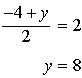 (-4 + y)/2 = 2
y = 8